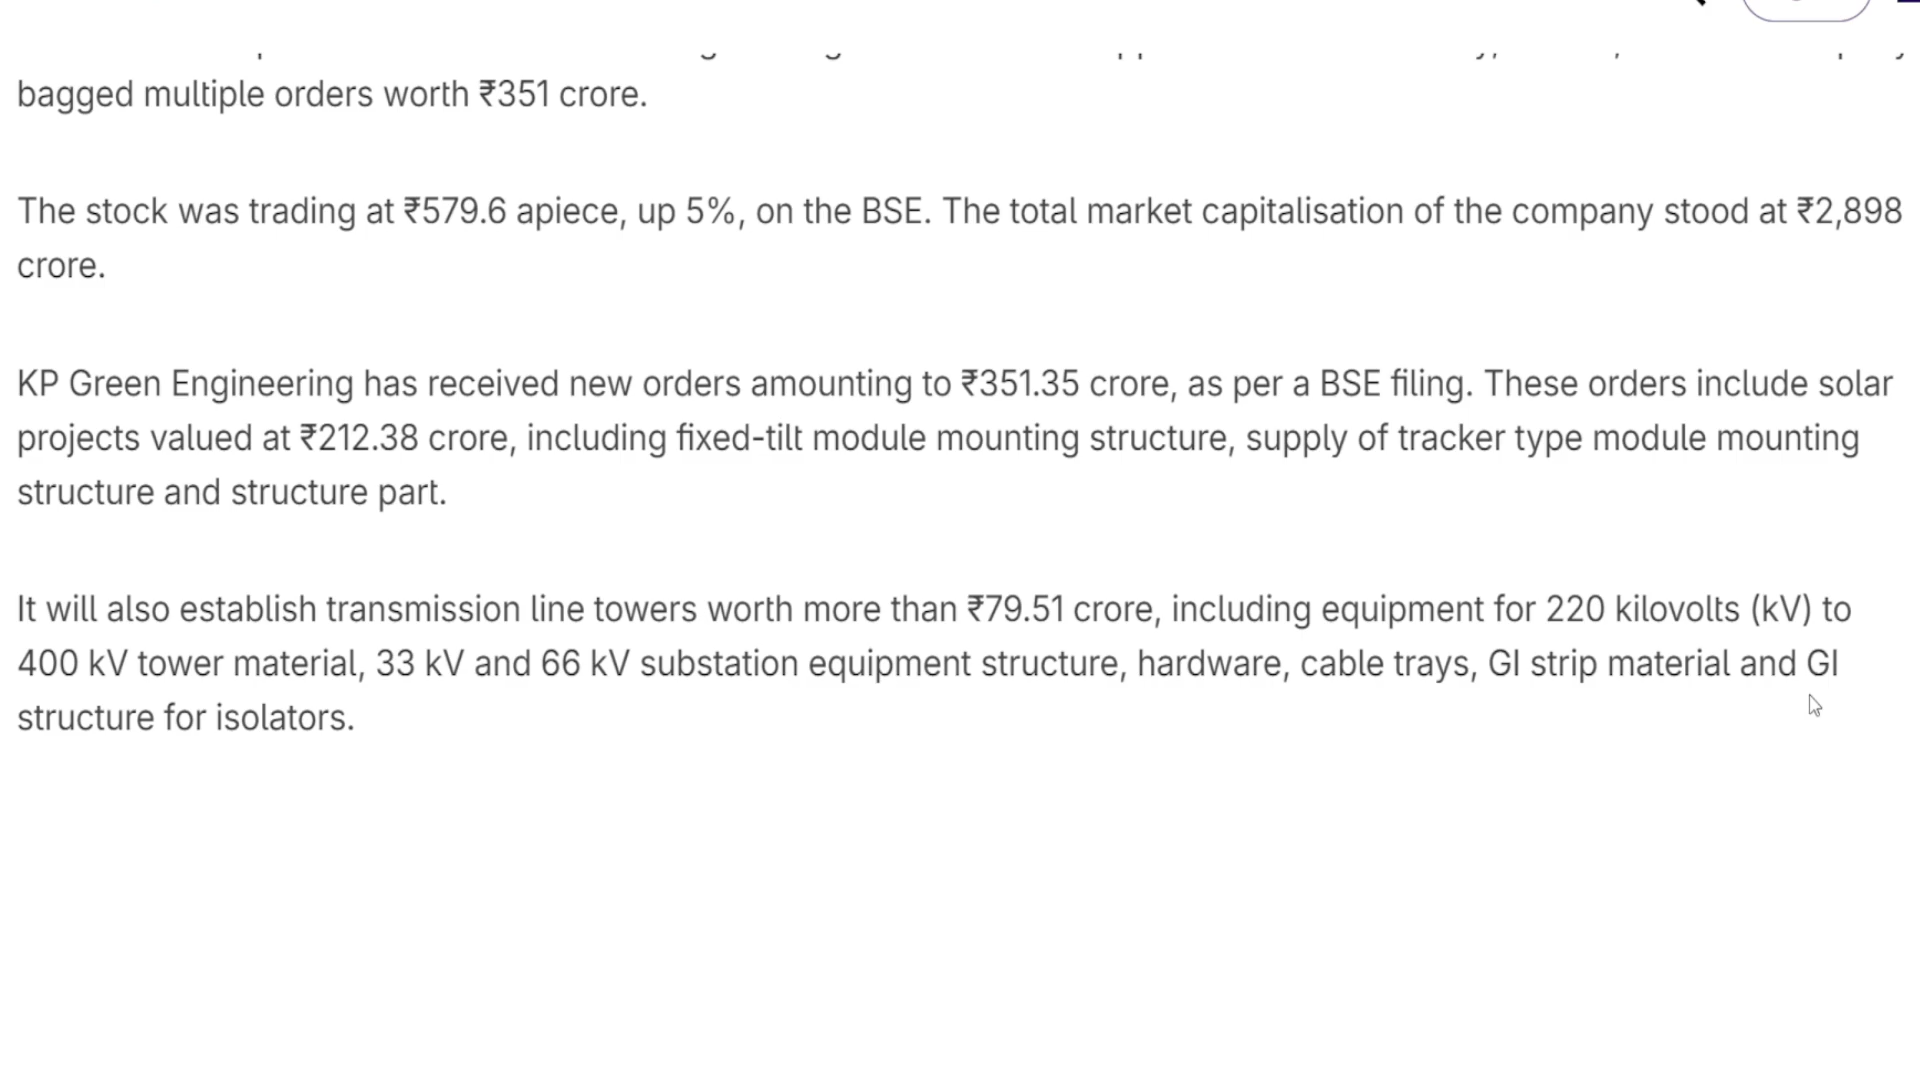 bagged multiple orders worth ₹351 crore.
The stock was trading at ₹579.6 apiece, up 5%, on the BSE. The total market capitalisation of the company stood at ₹2,898
crore.
KP Green Engineering has received new orders amounting to ₹351.35 crore, as per a BSE filing. These orders include solar
projects valued at ₹212.38 crore, including fixed-tilt module mounting structure, supply of tracker type module mounting
structure and structure part.
It will also establish transmission line towers worth more than ₹79.51 crore, including equipment for 220 kilovolts (kV) to
400 kV tower material, 33 kV and 66 kV substation equipment structure, hardware, cable trays, GI strip material and GI
structure for isolators.